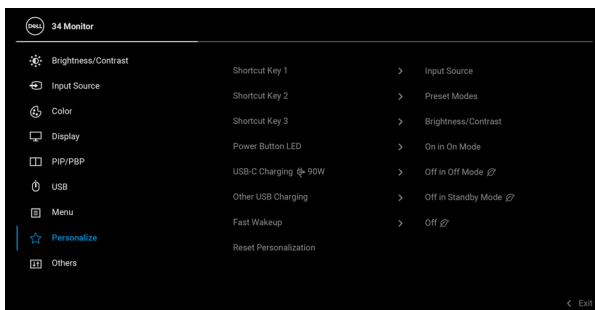 DELL 34 Monitor
Brightness/Contrast
Input Source
Color
Display
PIP/PBP
USB
Menu
Personalize
Others
Shortcut Key 1 > Input Source
Shortcut Key 2 > Preset Modes
Shortcut Key 3 > Brightness/Contrast
Power Button LED > On in On Mode
USB-C Charging 90W > Off in Off Mode
Other USB Charging > Off in Standby Mode
Fast Wakeup > Off
Reset Personalization
< Exit